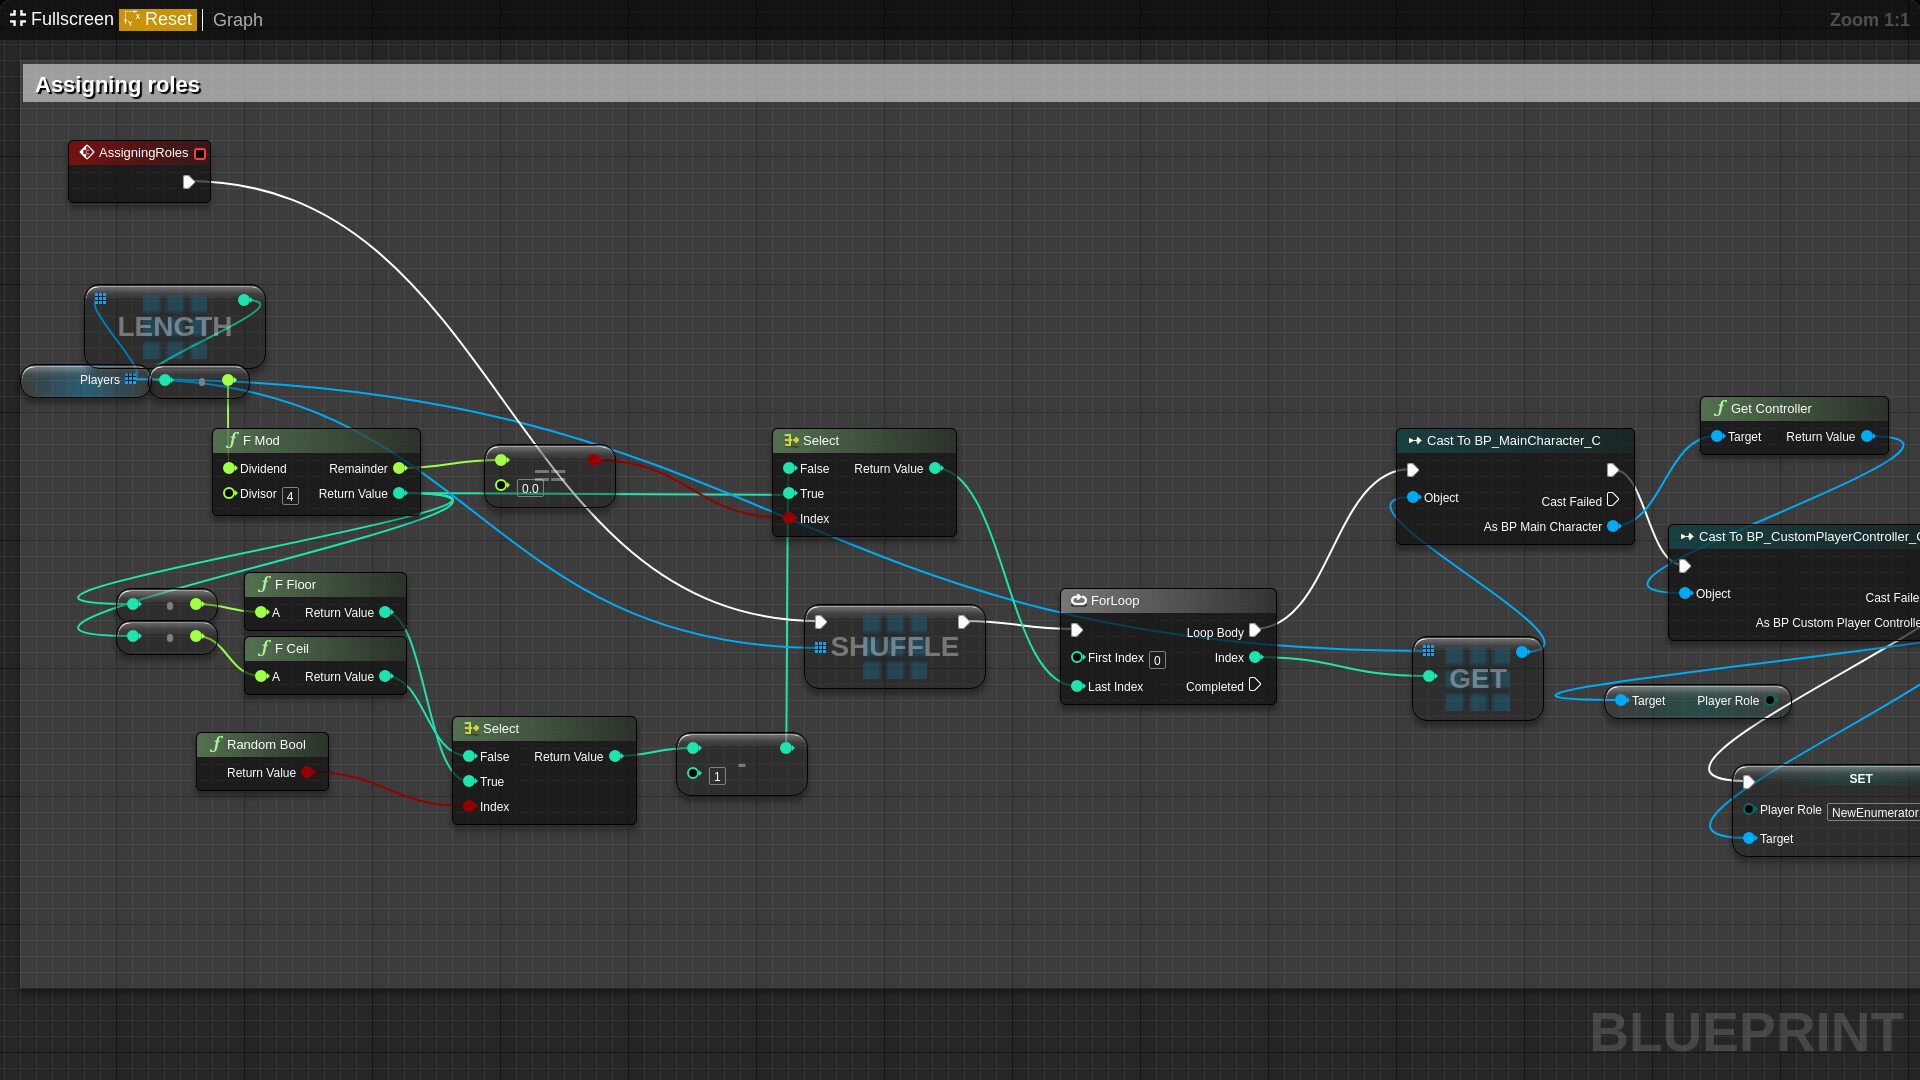 Fullscreen Reset Graph Zoom 1:1
Assigning roles
AssigningRoles
LENGTH
Players
F Mod
Dividend Remainder
Divisor 4 Return Value
==
0.0
Select
False Return Value
True
Index
F Floor
A Return Value
F Ceil
A Return Value
Random Bool
Return Value
Select
False Return Value
True
Index
-
1
SHUFFLE
ForLoop
Loop Body
First Index 0 Index
Last Index Completed
Cast To BP_MainCharacter_C
Object Cast Failed
As BP Main Character
GET
Get Controller
Target Return Value
Cast To BP_CustomPlayerController_C
Object Cast Faile
As BP Custom Player Controlle
Target Player Role
SET
Player Role NewEnumerator
Target
BLUEPRINT